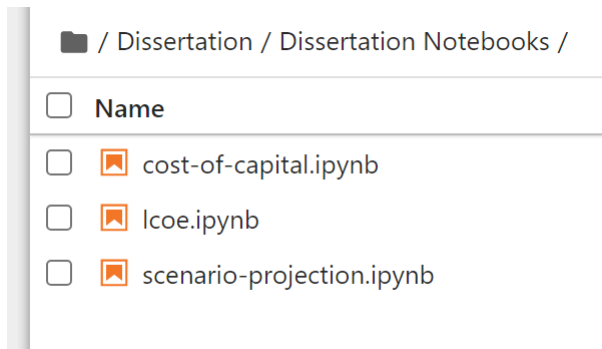 / Dissertation / Dissertation Notebooks /
Name
cost-of-capital.ipynb
lcoe.ipynb
scenario-projection.ipynb